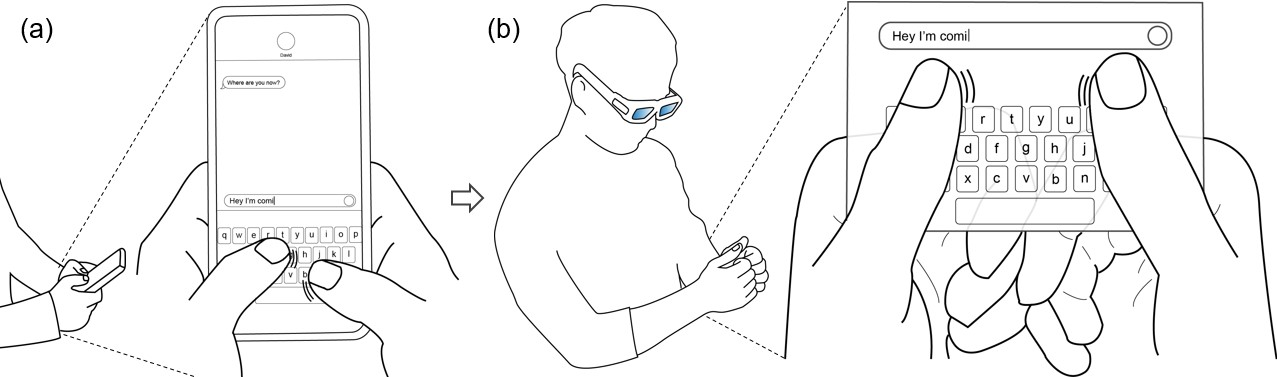 (a)
David
Where are you now?
Hey I'm comi
q w e r t y u i o p
h j k l
v b
(b)
Hey I'm comi
r t y u
d f g h j
x c v b n